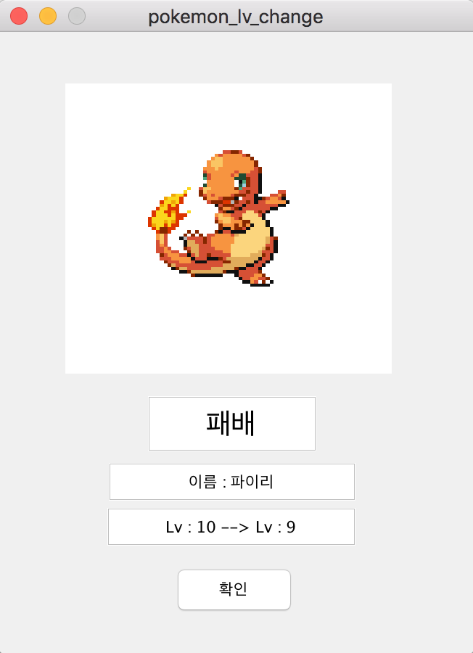 pokemon_lv_change
패배
이름 : 파이리
Lv : 10 --> Lv : 9
확인